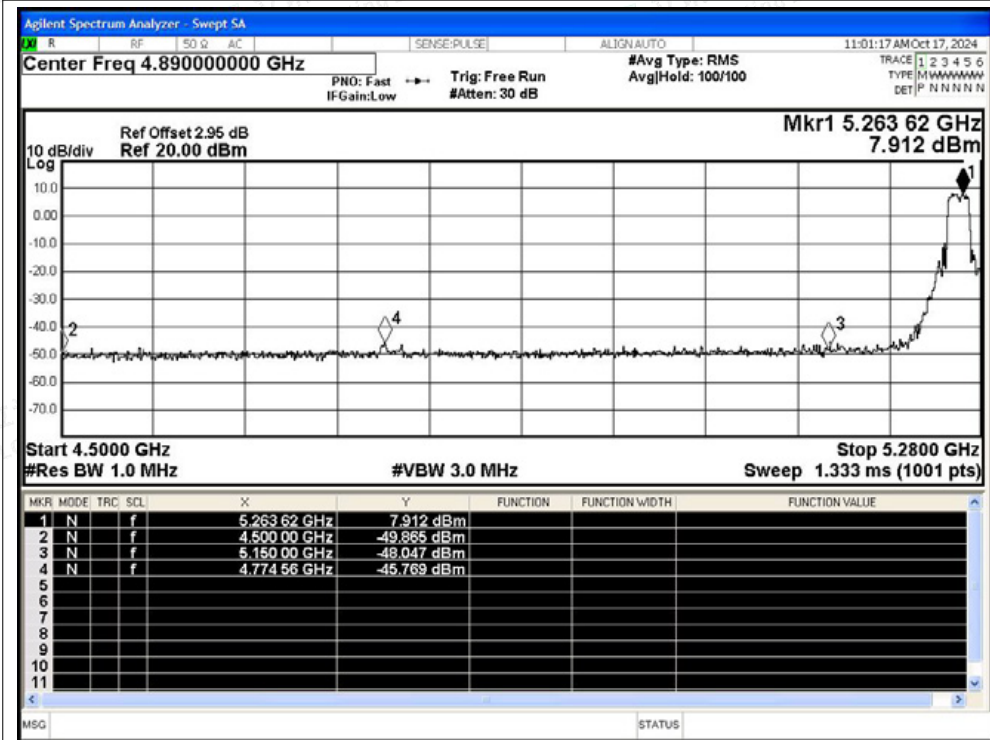 Agilent Spectrum Analyzer - Swept SA
LXI R RF 50 Ω AC SENSE:PULSE ALIGN AUTO 11:01:17 AM Oct 17, 2024
Center Freq 4.890000000 GHz #Avg Type: RMS TRACE 1 2 3 4 5 6
PNO: Fast Trig: Free Run Avg|Hold: 100/100 TYPE M W W W W W
IFGain:Low #Atten: 30 dB DET P N N N N N
Mkr1 5.263 62 GHz
Ref Offset 2.95 dB
10 dB/div Ref 20.00 dBm 7.912 dBm
Log
1
10.0
0.00
-10.0
-20.0
-30.0
-40.0 2 4 3
-50.0
-60.0
-70.0
Start 4.5000 GHz Stop 5.2800 GHz
#Res BW 1.0 MHz #VBW 3.0 MHz Sweep 1.333 ms (1001 pts)
MKR MODE TRC SCL X Y FUNCTION FUNCTION WIDTH FUNCTION VALUE
1 N f 5.263 62 GHz 7.912 dBm
2 N f 4.500 00 GHz -49.865 dBm
3 N f 5.150 00 GHz -48.047 dBm
4 N f 4.774 56 GHz -45.769 dBm
5
6
7
8
9
10
11
MSG STATUS